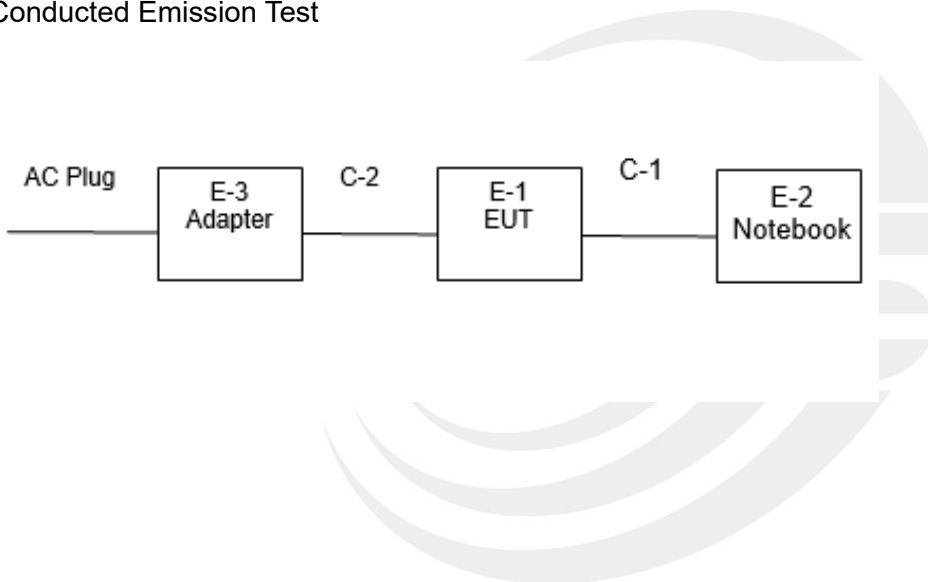 Conducted Emission Test
AC Plug
E-3
Adapter
C-2
E-1
EUT
C-1
E-2
Notebook